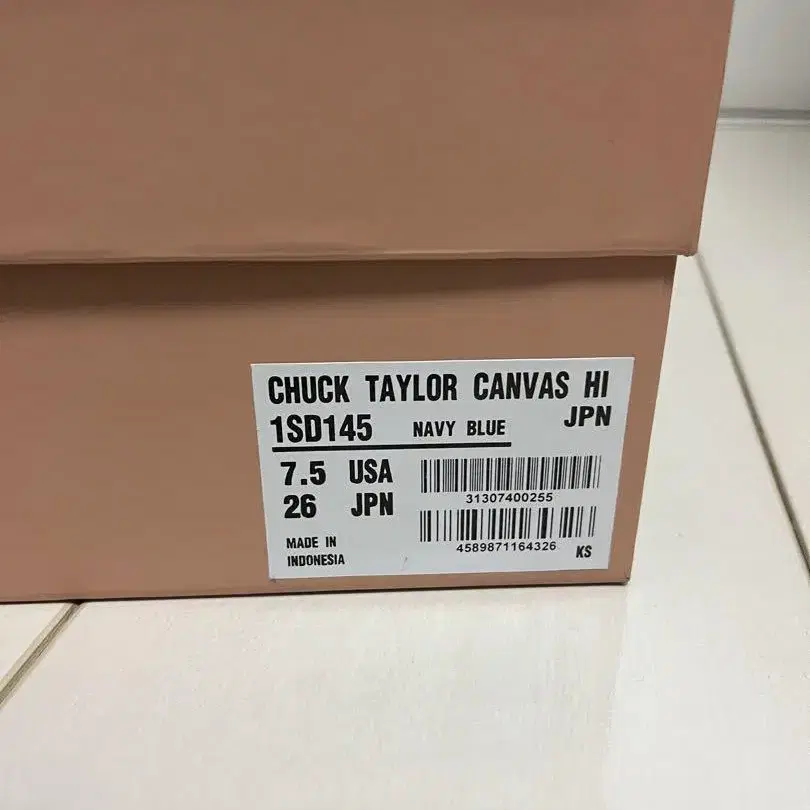 CHUCK TAYLOR CANVAS HI
JPN
1SD145 NAVY BLUE
7.5 USA
26 JPN
31307400255
4589871164326
KS
MADE IN
INDONESIA